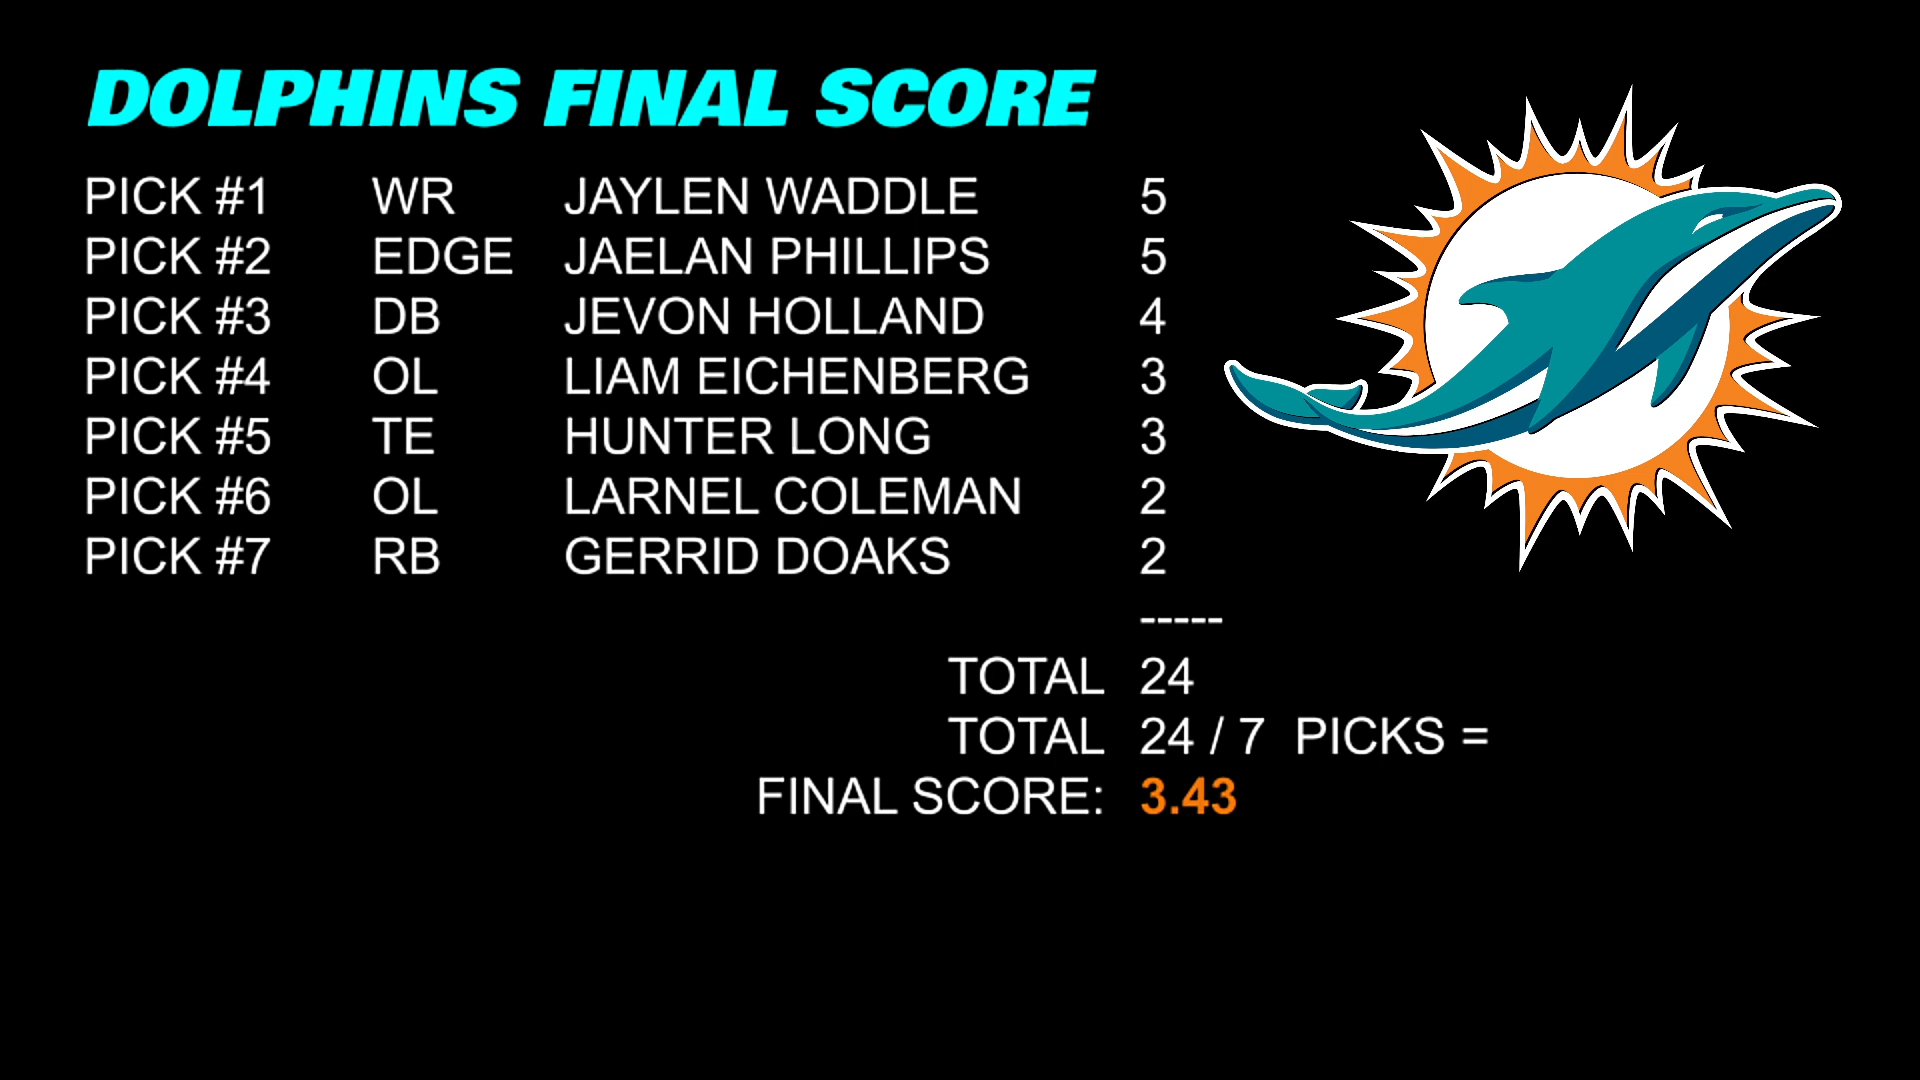 DOLPHINS FINAL SCORE
PICK #1 WR JAYLEN WADDLE 5
PICK #2 EDGE JAELAN PHILLIPS 5
PICK #3 DB JEVON HOLLAND 4
PICK #4 OL LIAM EICHENBERG 3
PICK #5 TE HUNTER LONG 3
PICK #6 OL LARNEL COLEMAN 2
PICK #7 RB GERRID DOAKS 2
-----
TOTAL 24
TOTAL 24 / 7 PICKS =
FINAL SCORE: 3.43